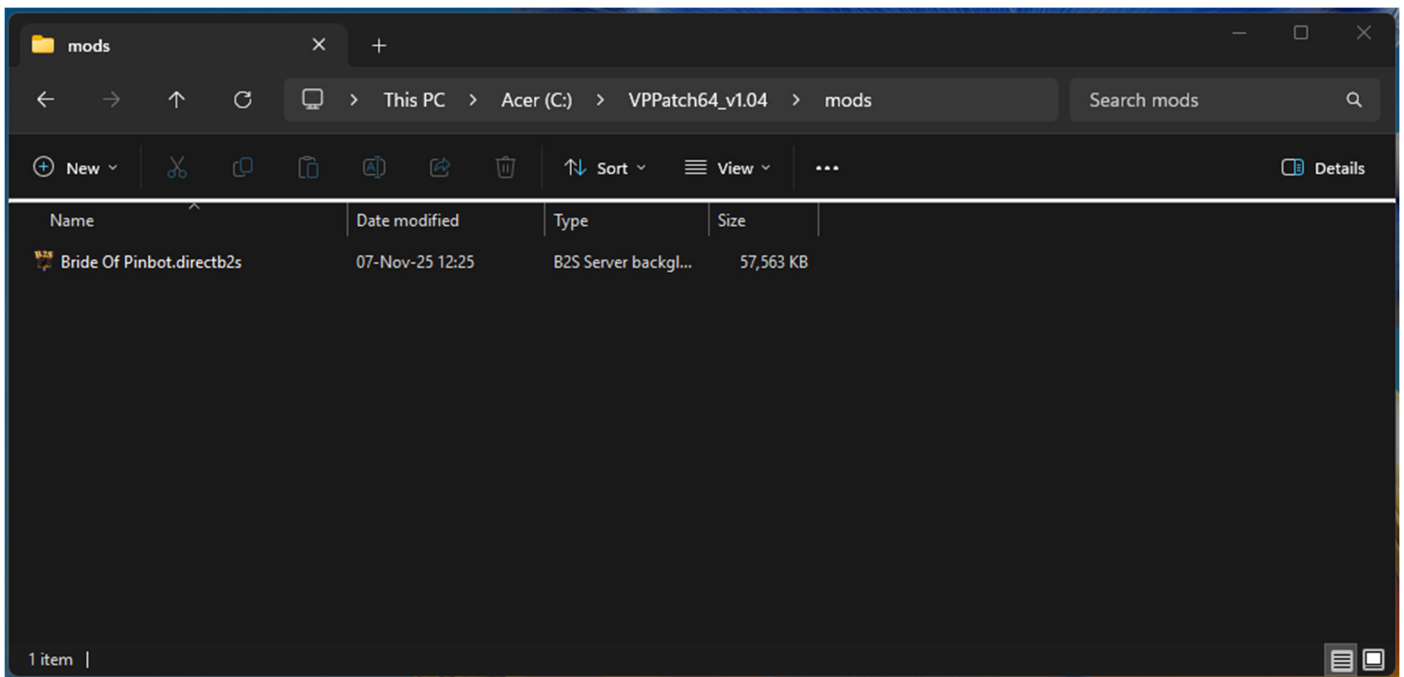 mods
This PC > Acer (C:) > VPPatch64_v1.04 > mods
Search mods
New
Sort
View
Details
Name Date modified Type Size
B2S Bride Of Pinbot.directb2s 07-Nov-25 12:25 B2S Server backgl... 57,563 KB
1 item